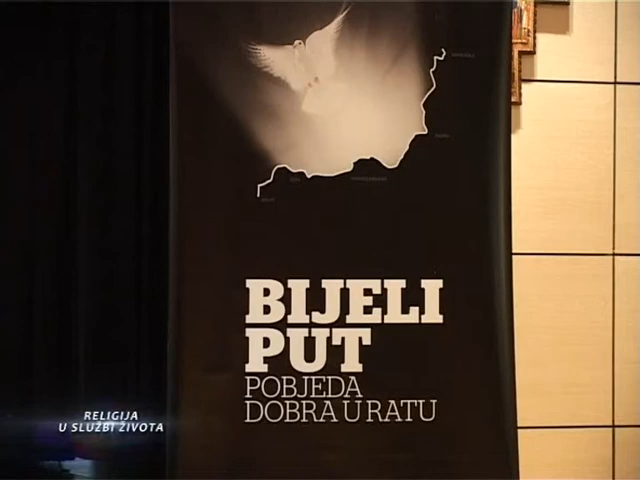 BIJELI
PUT
POBJEDA
DOBRA U RATU
RELIGIJA
U SLUŽBI ŽIVOTA